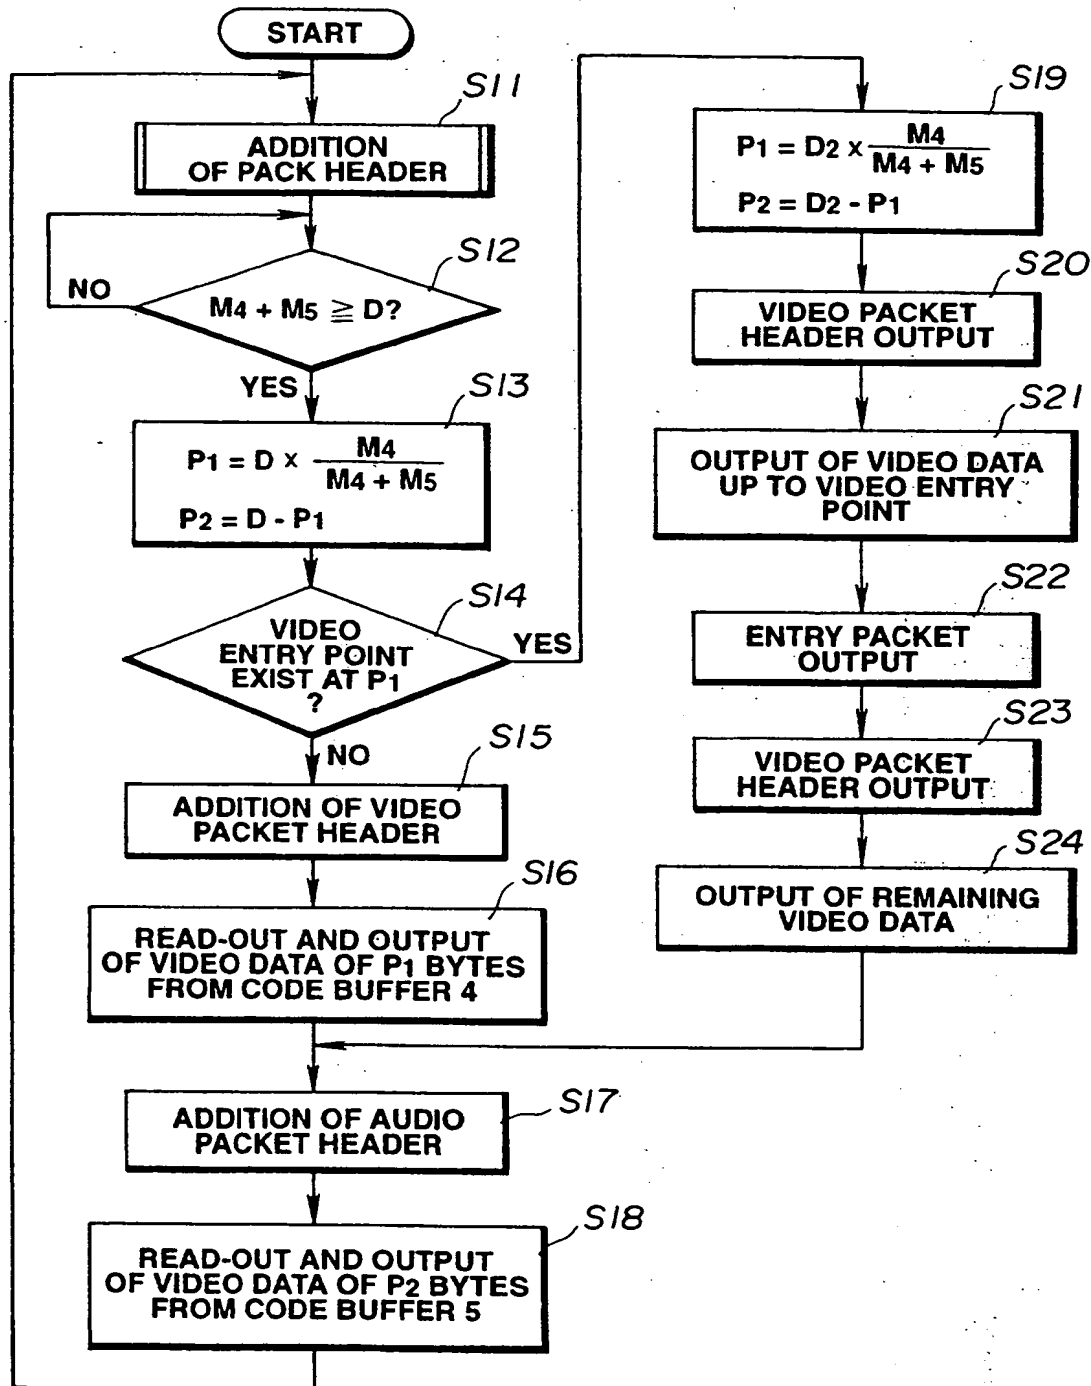 START
S11
ADDITION
OF PACK HEADER
S12
NO
M4 + M5 ≧ D?
YES
S13
P1 = D × M4 / M4 + M5
P2 = D - P1
S14
VIDEO
ENTRY POINT
EXIST AT P1
?
YES
NO
S15
ADDITION OF VIDEO
PACKET HEADER
S16
READ-OUT AND OUTPUT
OF VIDEO DATA OF P1 BYTES
FROM CODE BUFFER 4
S17
ADDITION OF AUDIO
PACKET HEADER
S18
READ-OUT AND OUTPUT
OF VIDEO DATA OF P2 BYTES
FROM CODE BUFFER 5
S19
P1 = D2 × M4 / M4 + M5
P2 = D2 - P1
S20
VIDEO PACKET
HEADER OUTPUT
S21
OUTPUT OF VIDEO DATA
UP TO VIDEO ENTRY
POINT
S22
ENTRY PACKET
OUTPUT
S23
VIDEO PACKET
HEADER OUTPUT
S24
OUTPUT OF REMAINING
VIDEO DATA